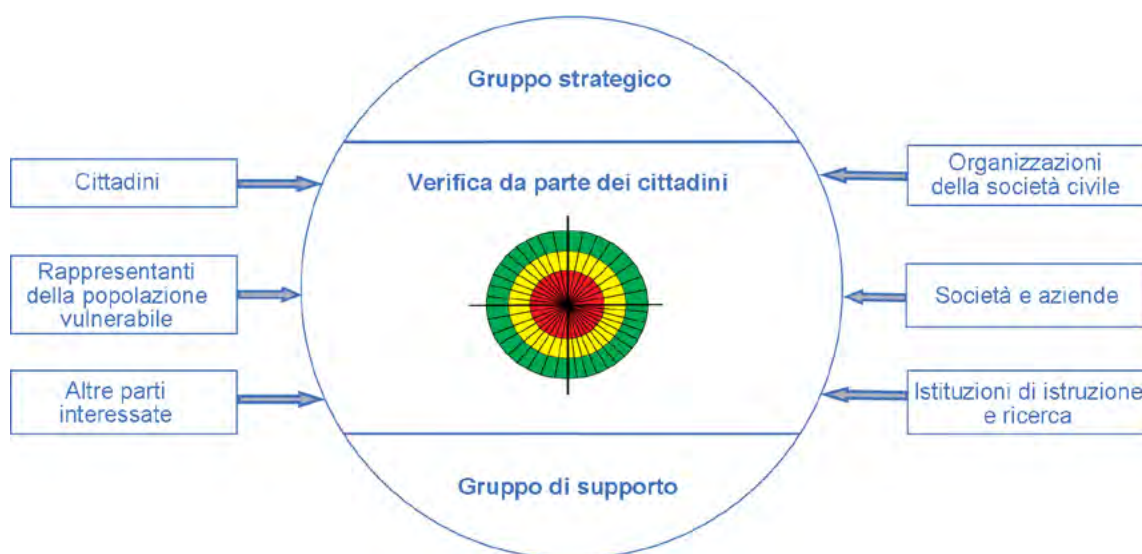 Gruppo strategico
Cittadini
Rappresentanti
della popolazione
vulnerabile
Altre parti
interessate
Verifica da parte dei cittadini
Organizzazioni
della società civile
Società e aziende
Istituzioni di istruzione
e ricerca
Gruppo di supporto